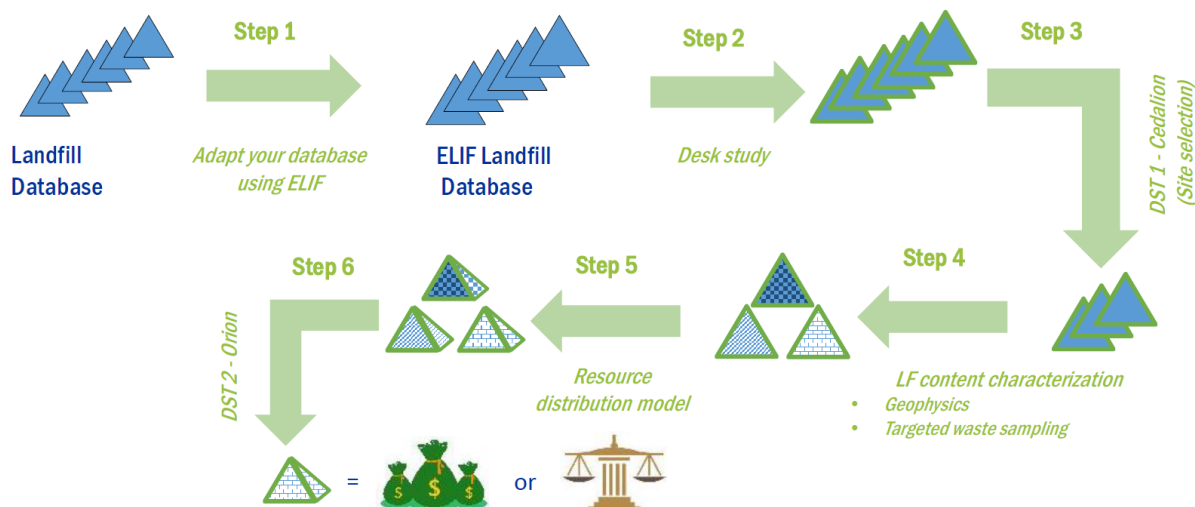 Step 1
Step 2
Step 3
Landfill
Database
Adapt your database
using ELIF
ELIF Landfill
Database
Desk study
DST 1 - Cedalion
(Site selection)
Step 6
Step 5
Step 4
DST 2 - Orion
Resource
distribution model
LF content characterization
• Geophysics
• Targeted waste sampling
=
$ $ $
or